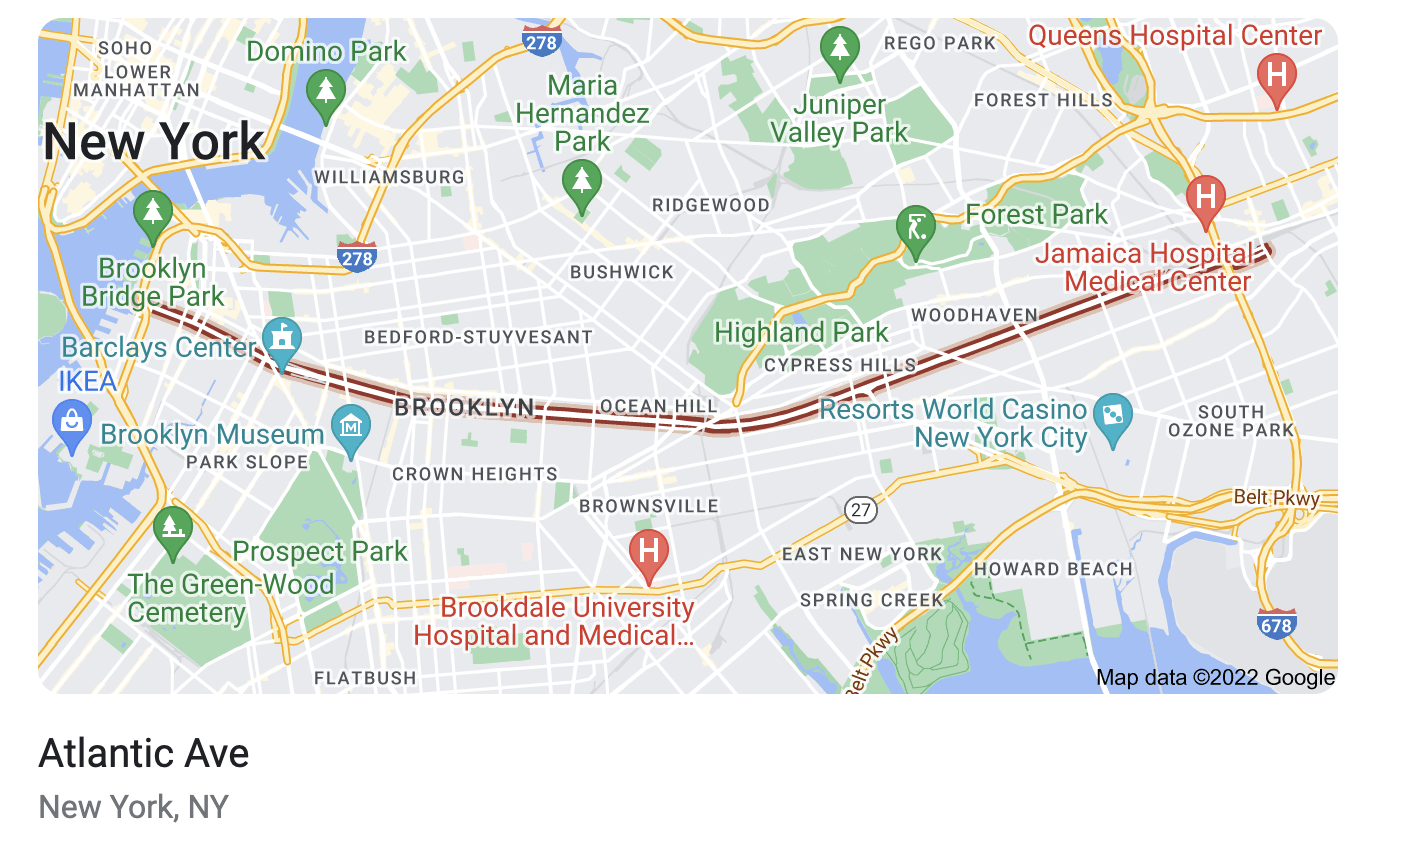 SOHO
LOWER
MANHATTAN
Domino Park
278
Maria
Hernandez
Park
Juniper
Valley Park
REGO PARK
Queens Hospital Center
H
FOREST HILLS
New York
WILLIAMSBURG
RIDGEWOOD
H
Forest Park
278
Brooklyn
Bridge Park
BUSHWICK
Jamaica Hospital
Medical Center
Highland Park
WOODHAVEN
Barclays Center
BEDFORD-STUYVESANT
CYPRESS HILLS
IKEA
BROOKLYN
OCEAN HILL
Resorts World Casino
New York City
SOUTH
OZONE PARK
Brooklyn Museum
M
PARK SLOPE
CROWN HEIGHTS
BROWNSVILLE
27
Belt Pkwy
Prospect Park
H
EAST NEW YORK
HOWARD BEACH
The Green-Wood
Cemetery
Brookdale University
Hospital and Medical...
SPRING CREEK
678
Belt Pkwy
FLATBUSH
Map data ©2022 Google
Atlantic Ave
New York, NY